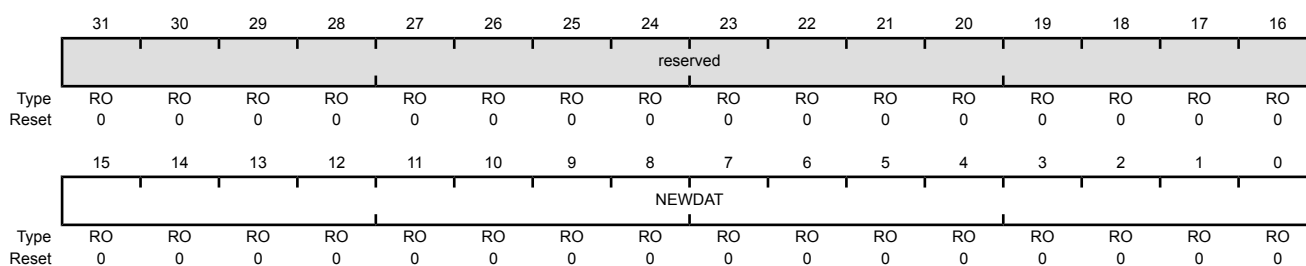 31 30 29 28 27 26 25 24 23 22 21 20 19 18 17 16
reserved
Type RO RO RO RO RO RO RO RO RO RO RO RO RO RO RO RO
Reset 0 0 0 0 0 0 0 0 0 0 0 0 0 0 0 0
15 14 13 12 11 10 9 8 7 6 5 4 3 2 1 0
NEWDAT
Type RO RO RO RO RO RO RO RO RO RO RO RO RO RO RO RO
Reset 0 0 0 0 0 0 0 0 0 0 0 0 0 0 0 0